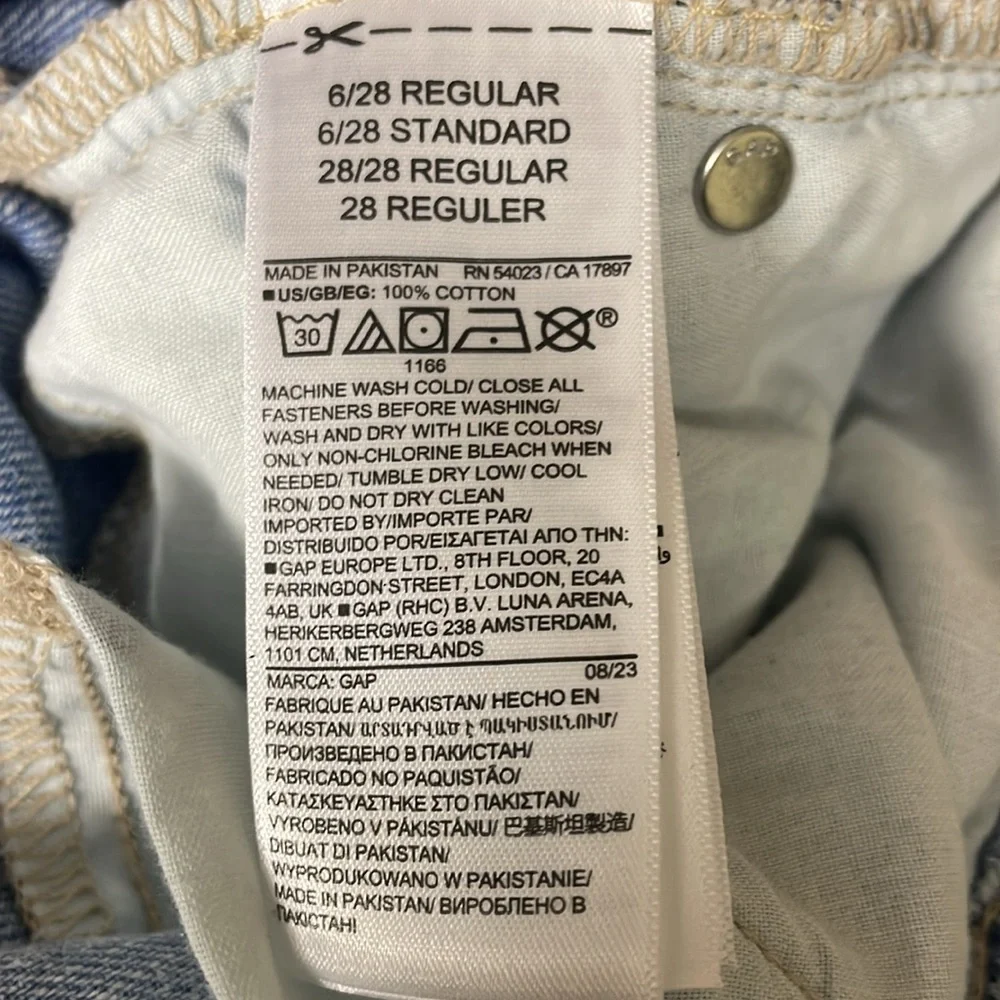 6/28 REGULAR
6/28 STANDARD
28/28 REGULAR
28 REGULER
MADE IN PAKISTAN RN 54023 / CA 17897
■US/GB/EG: 100% COTTON
30 ®
1166
MACHINE WASH COLD/ CLOSE ALL
FASTENERS BEFORE WASHING/
WASH AND DRY WITH LIKE COLORS/
ONLY NON-CHLORINE BLEACH WHEN
NEEDED/ TUMBLE DRY LOW/ COOL
IRON/ DO NOT DRY CLEAN
IMPORTED BY/IMPORTE PAR/
DISTRIBUIDO POR/ΕΙΣΑΓΕΤΑΙ ΑΠΟ ΤΗΝ:
■GAP EUROPE LTD., 8TH FLOOR, 20
FARRINGDON STREET, LONDON, EC4A
4AB, UK ■GAP (RHC) B.V. LUNA ARENA,
HERIKERBERGWEG 238 AMSTERDAM,
1101 CM, NETHERLANDS
MARCA: GAP 08/23
FABRIQUE AU PAKISTAN/ HECHO EN
PAKISTAN/ ԱՐՏԱԴՐՎԱԾ Է ՊԱԿԻՍՏԱՆՈՒՄ/
ПРОИЗВЕДЕНО В ПАКИСТАН/
FABRICADO NO PAQUISTÃO/
ΚΑΤΑΣΚΕΥΑΣΤΗΚΕ ΣΤΟ ΠΑΚΙΣΤΑΝ/
VYROBENO V PÁKISTÁNU/ 巴基斯坦製造/
DIBUAT DI PAKISTAN/
WYPRODUKOWANO W PAKISTANIE/
MADE IN PAKISTAN/ ВИРОБЛЕНО В
ПАКІСТАНІ
GAP